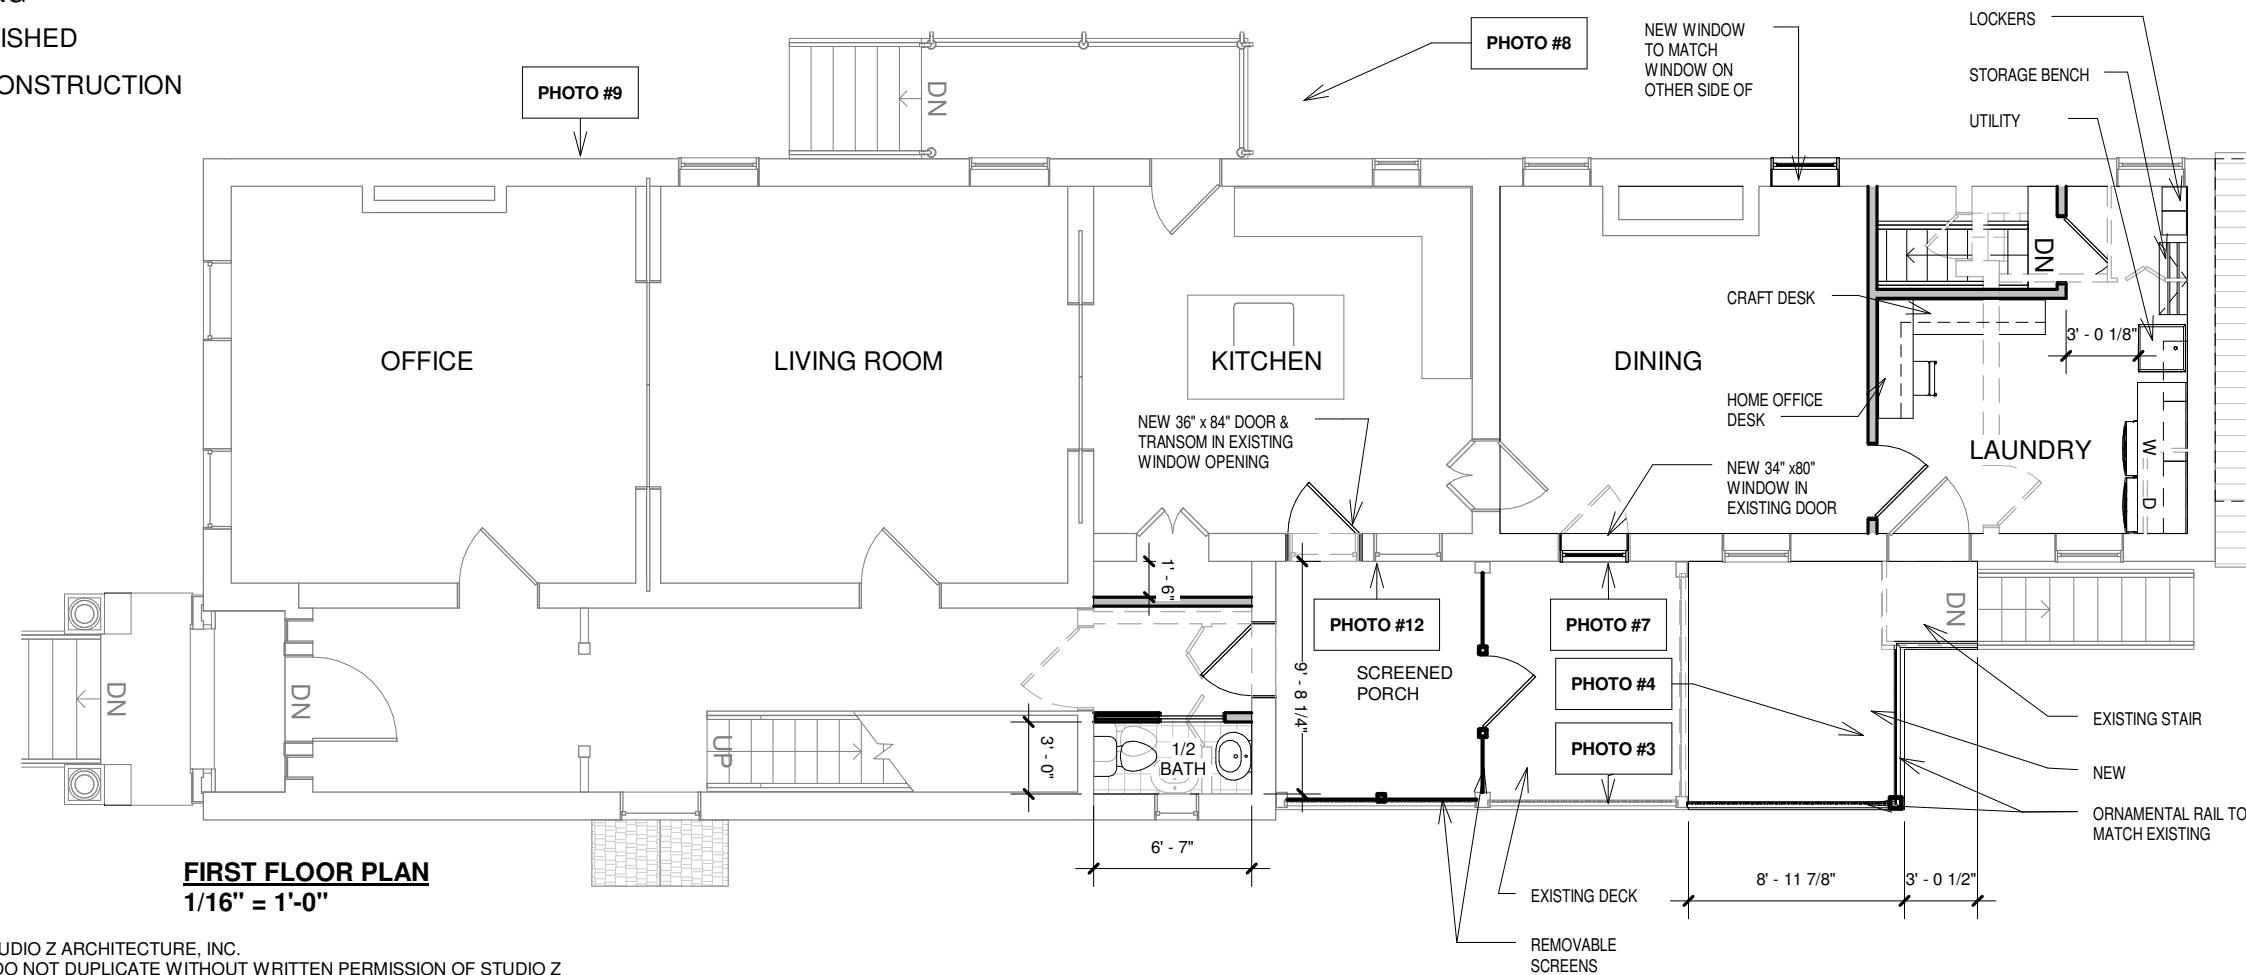 NG
ISHED
ONSTRUCTION
PHOTO #9
DN
PHOTO #8
NEW WINDOW
TO MATCH
WINDOW ON
OTHER SIDE OF
LOCKERS
STORAGE BENCH
UTILITY
DN
CRAFT DESK
3' - 0 1/8"
OFFICE
LIVING ROOM
KITCHEN
DINING
HOME OFFICE
DESK
NEW 36" x 84" DOOR &
TRANSOM IN EXISTING
WINDOW OPENING
LAUNDRY
W
D
NEW 34" x80"
WINDOW IN
EXISTING DOOR
1' - 6"
PHOTO #12
PHOTO #7
DN
SCREENED
PORCH
9' - 8 1/4"
PHOTO #4
PHOTO #3
DN
DN
UP
3' - 0"
1/2
BATH
EXISTING STAIR
NEW
ORNAMENTAL RAIL TO
MATCH EXISTING
6' - 7"
8' - 11 7/8"
3' - 0 1/2"
EXISTING DECK
REMOVABLE
SCREENS
FIRST FLOOR PLAN
1/16" = 1'-0"
UDIO Z ARCHITECTURE, INC.
DO NOT DUPLICATE WITHOUT WRITTEN PERMISSION OF STUDIO Z